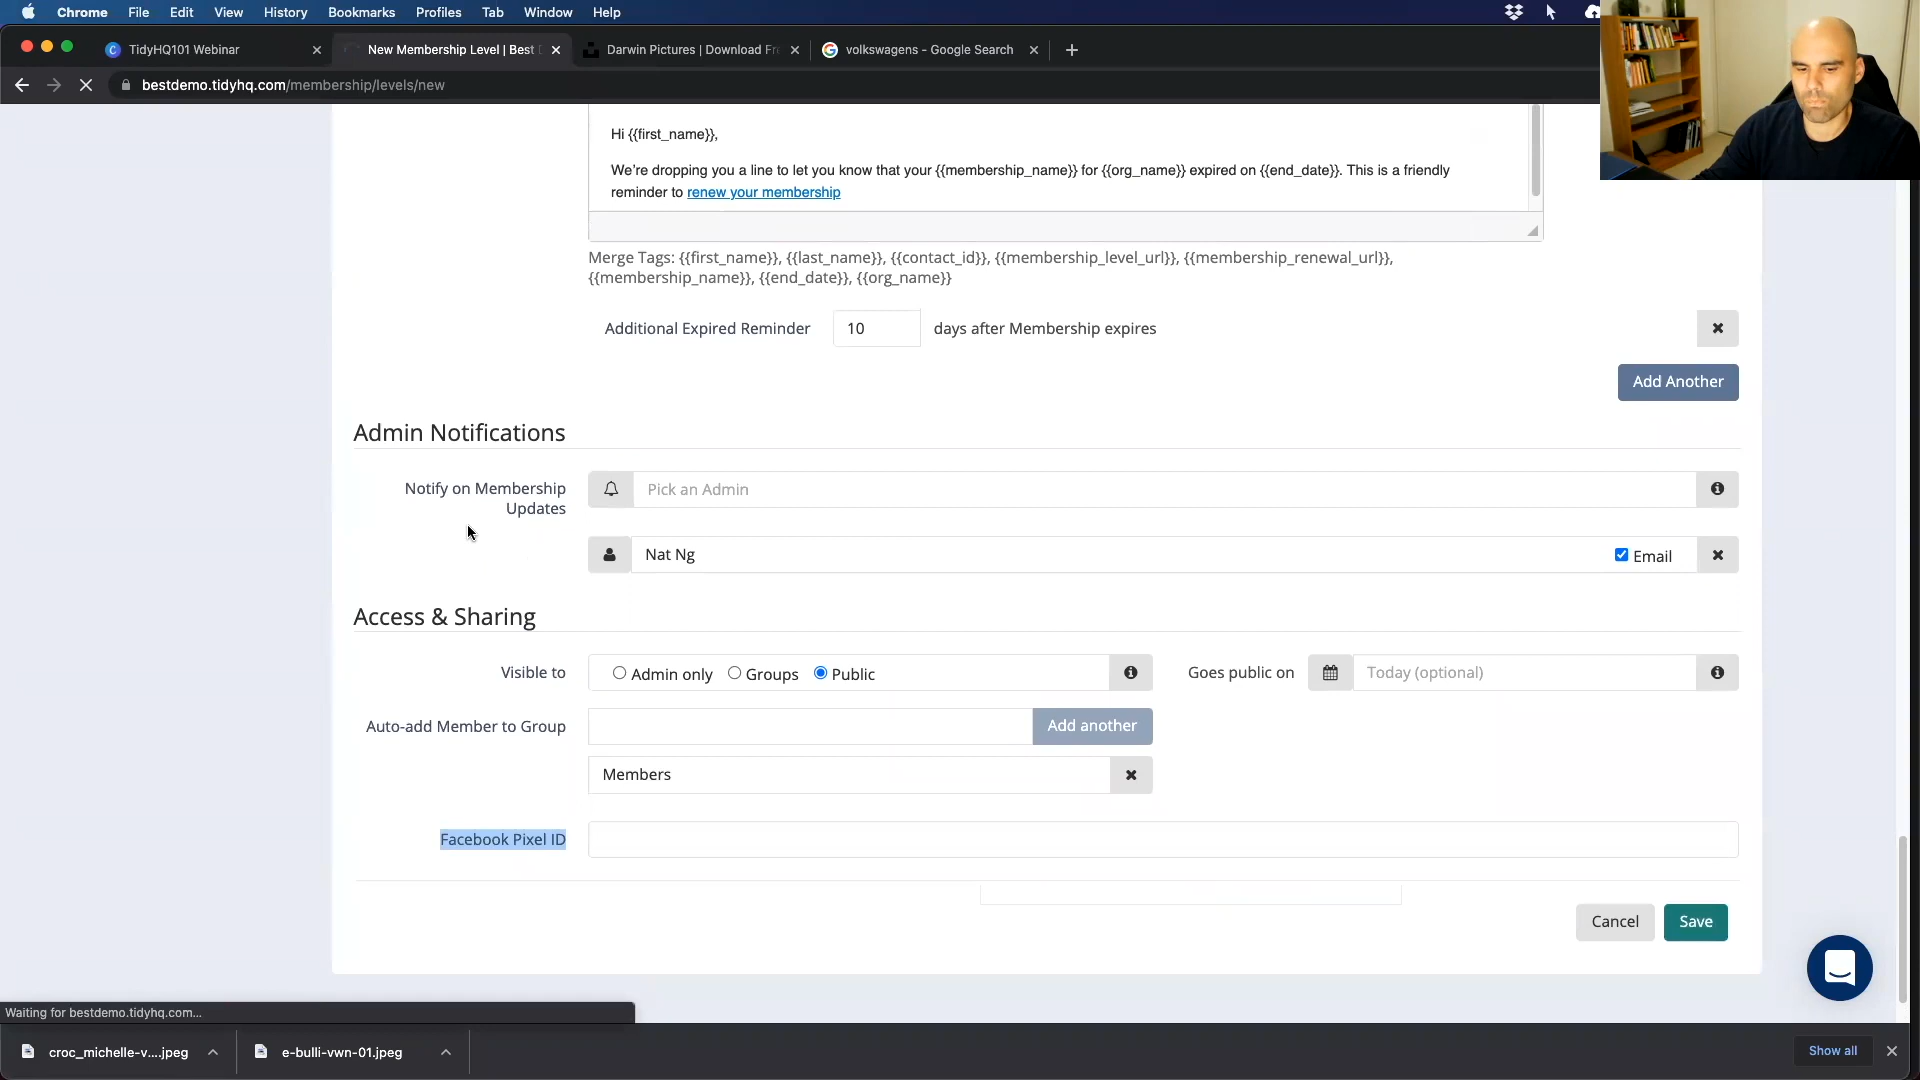 Chrome File Edit View History Bookmarks Profiles Tab Window Help
TidyHQ101 Webinar
New Membership Level | Best
Darwin Pictures | Download Fr
volkswagens - Google Search
bestdemo.tidyhq.com/membership/levels/new
Hi {{first_name}},
We're dropping you a line to let you know that your {{membership_name}} for {{org_name}} expired on {{end_date}}. This is a friendly
reminder to renew your membership
Merge Tags: {{first_name}}, {{last_name}}, {{contact_id}}, {{membership_level_url}}, {{membership_renewal_url}},
{{membership_name}}, {{end_date}}, {{org_name}}
Additional Expired Reminder 10 days after Membership expires
Add Another
Admin Notifications
Notify on Membership
Updates
Pick an Admin
Nat Ng
Email
Access & Sharing
Visible to
Admin only Groups Public
Goes public on
Today (optional)
Auto-add Member to Group
Add another
Members
Facebook Pixel ID
Cancel
Save
Waiting for bestdemo.tidyhq.com...
croc_michelle-v....jpeg
e-bulli-vwn-01.jpeg
Show all